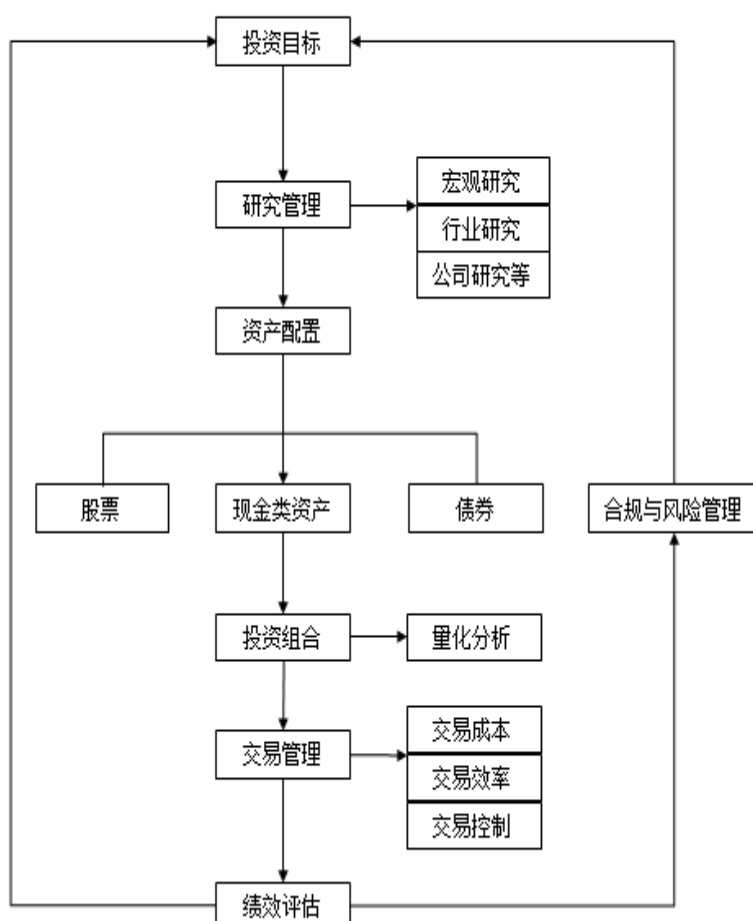 投资目标
研究管理
宏观研究
行业研究
公司研究等
资产配置
股票
现金类资产
债券
合规与风险管理
投资组合
量化分析
交易管理
交易成本
交易效率
交易控制
绩效评估